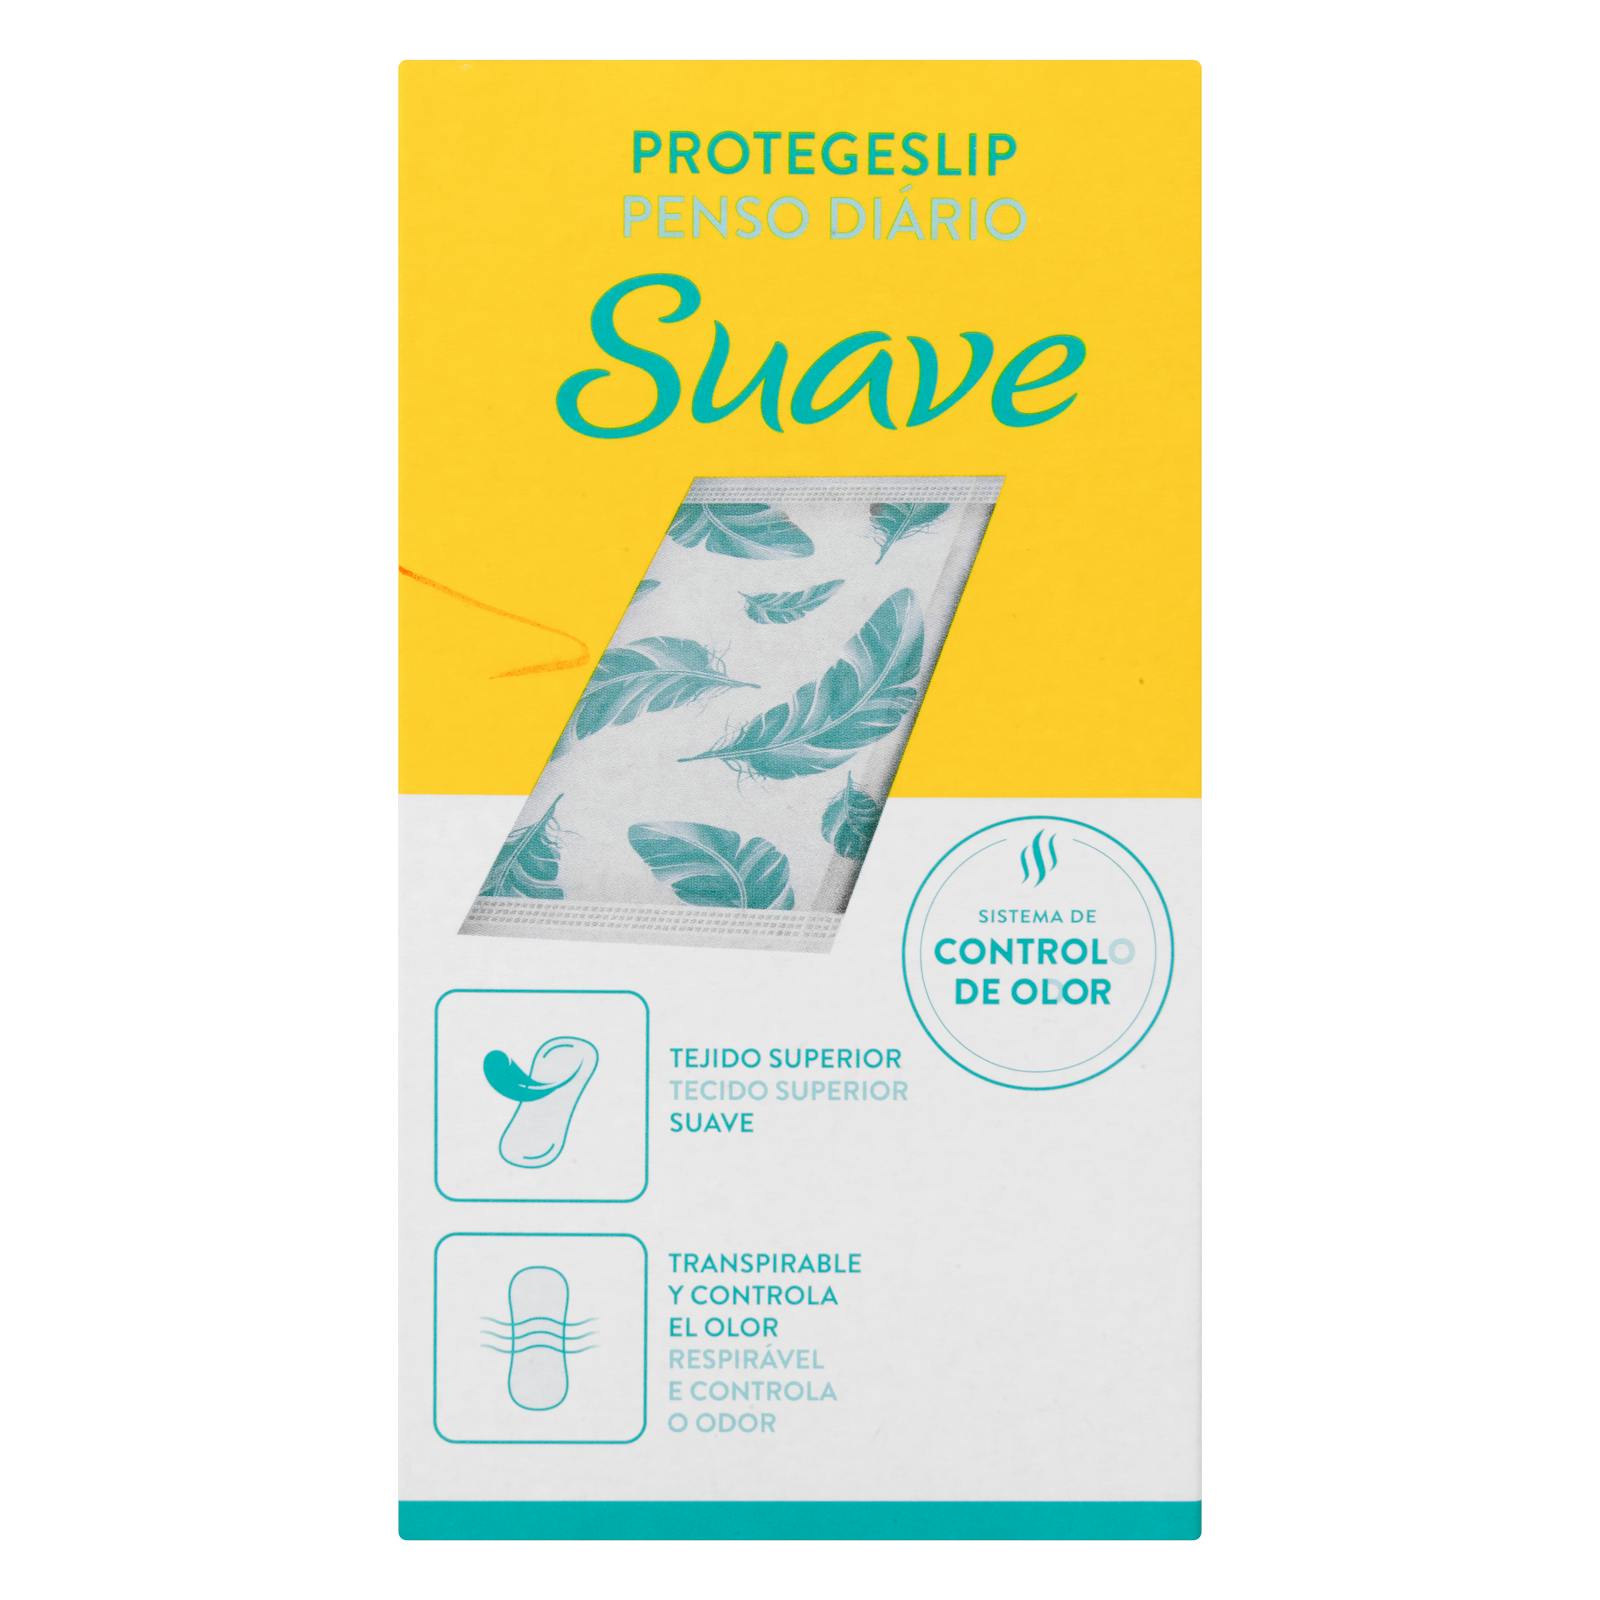 PROTEGESLIP
PENSO DIÁRIO
Suave
SISTEMA DE
CONTROLO
DE OLDOR
TEJIDO SUPERIOR
TECIDO SUPERIOR
SUAVE
TRANSPIRABLE
Y CONTROLA
EL OLOR
RESPIRÁVEL
E CONTROLA
O ODOR